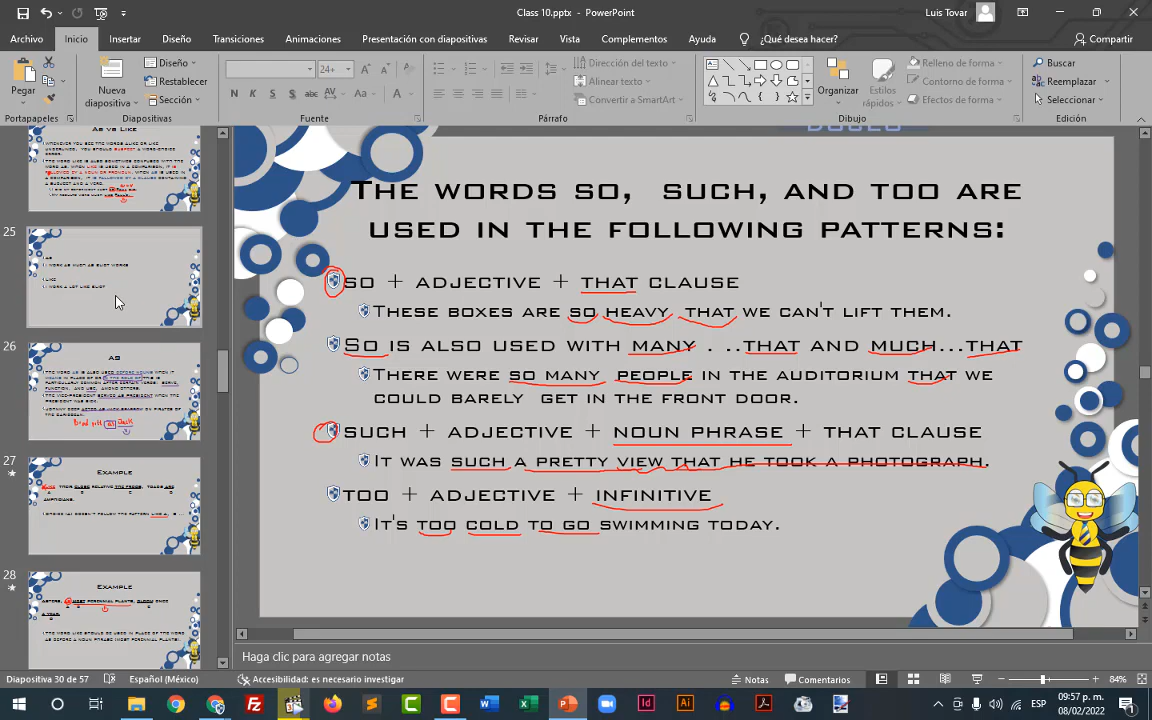 Class 10.pptx - PowerPoint
Luis Tovar
Archivo Inicio Insertar Diseño Transiciones Animaciones Presentación con diapositivas Revisar Vista Complementos Ayuda ¿Qué desea hacer? Compartir
Pegar
Nueva
diapositiva
Diseño
Restablecer
Sección
24+
N K S abc AV Aa A
Dirección del texto
Alinear texto
Convertir a SmartArt
Organizar
Estilos
rápidos
Relleno de forma
Contorno de forma
Efectos de forma
Buscar
Reemplazar
Seleccionar
Portapapeles Diapositivas Fuente Párrafo Dibujo Edición
As vs Like
25
26
As
27
Example
28
Example
The words so, such, and too are
used in the following patterns:
So + adjective + that clause
These boxes are so heavy that we can't lift them.
So is also used with many ...that and much...that
There were so many people in the auditorium that we
could barely get in the front door.
Such + adjective + noun phrase + that clause
It was such a pretty view that he took a photograph.
Too + adjective + infinitive
It's too cold to go swimming today.
Haga clic para agregar notas
Diapositiva 30 de 57 Español (México) Accesibilidad: es necesario investigar Notas Comentarios 84%
ESP
09:57 p. m.
08/02/2022